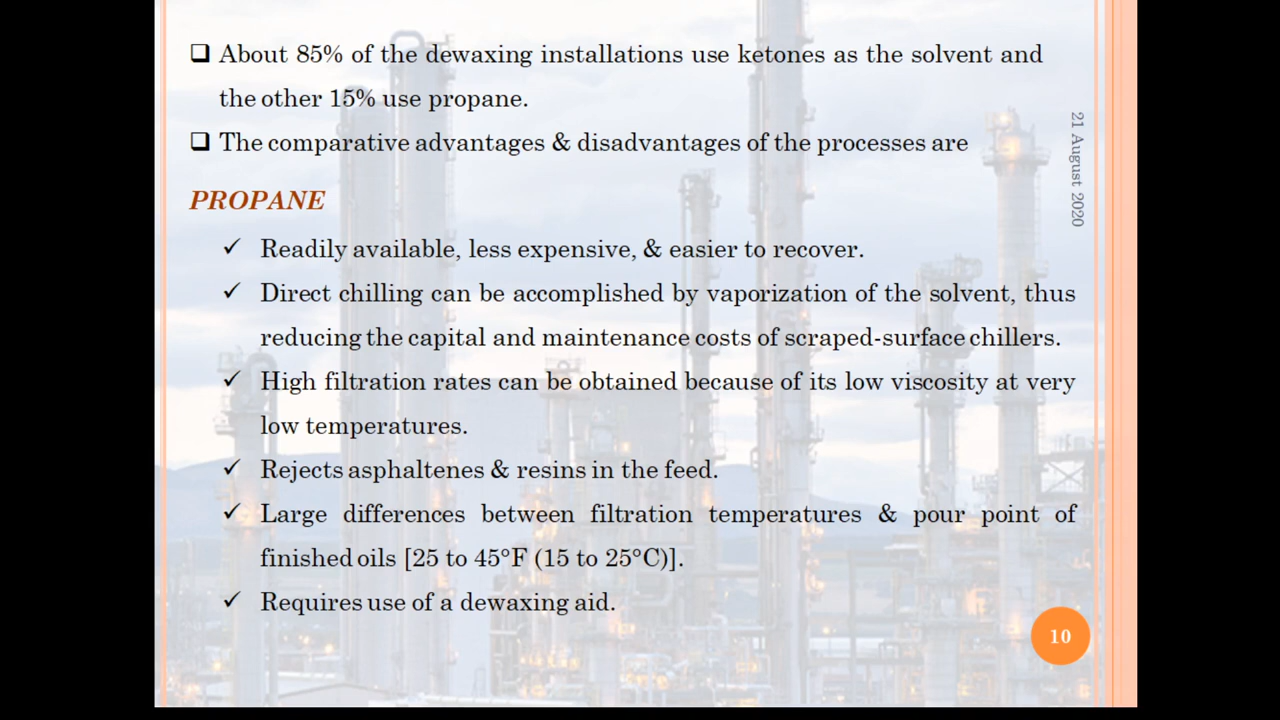 ❑ About 85% of the dewaxing installations use ketones as the solvent and
the other 15% use propane.
❑ The comparative advantages & disadvantages of the processes are
PROPANE
✓ Readily available, less expensive, & easier to recover.
✓ Direct chilling can be accomplished by vaporization of the solvent, thus
reducing the capital and maintenance costs of scraped-surface chillers.
✓ High filtration rates can be obtained because of its low viscosity at very
low temperatures.
✓ Rejects asphaltenes & resins in the feed.
✓ Large differences between filtration temperatures & pour point of
finished oils [25 to 45°F (15 to 25°C)].
✓ Requires use of a dewaxing aid.
21 August 2020
10